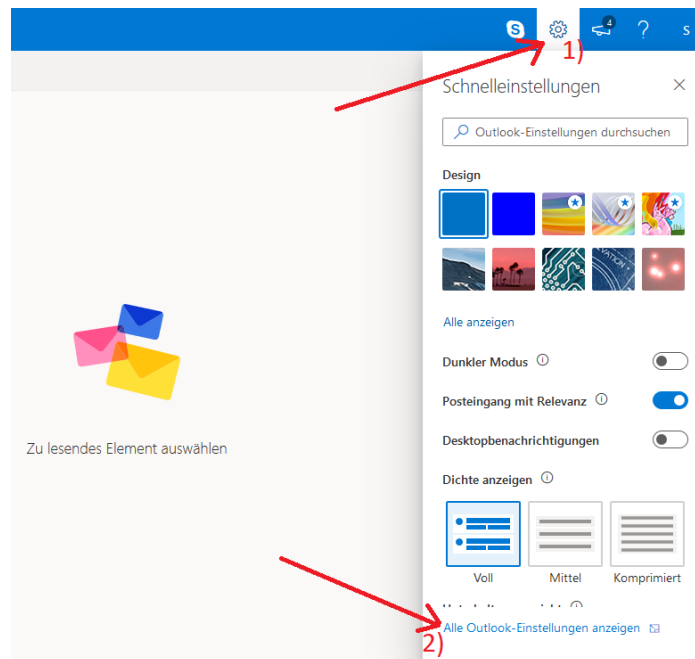 S
4
?
S
1)
Schnelleinstellungen
Outlook-Einstellungen durchsuchen
Design
VATION
Alle anzeigen
Dunkler Modus
Posteingang mit Relevanz
Zu lesendes Element auswählen
Desktopbenachrichtigungen
Dichte anzeigen
Voll Mittel Komprimiert
Alle Outlook-Einstellungen anzeigen
2)